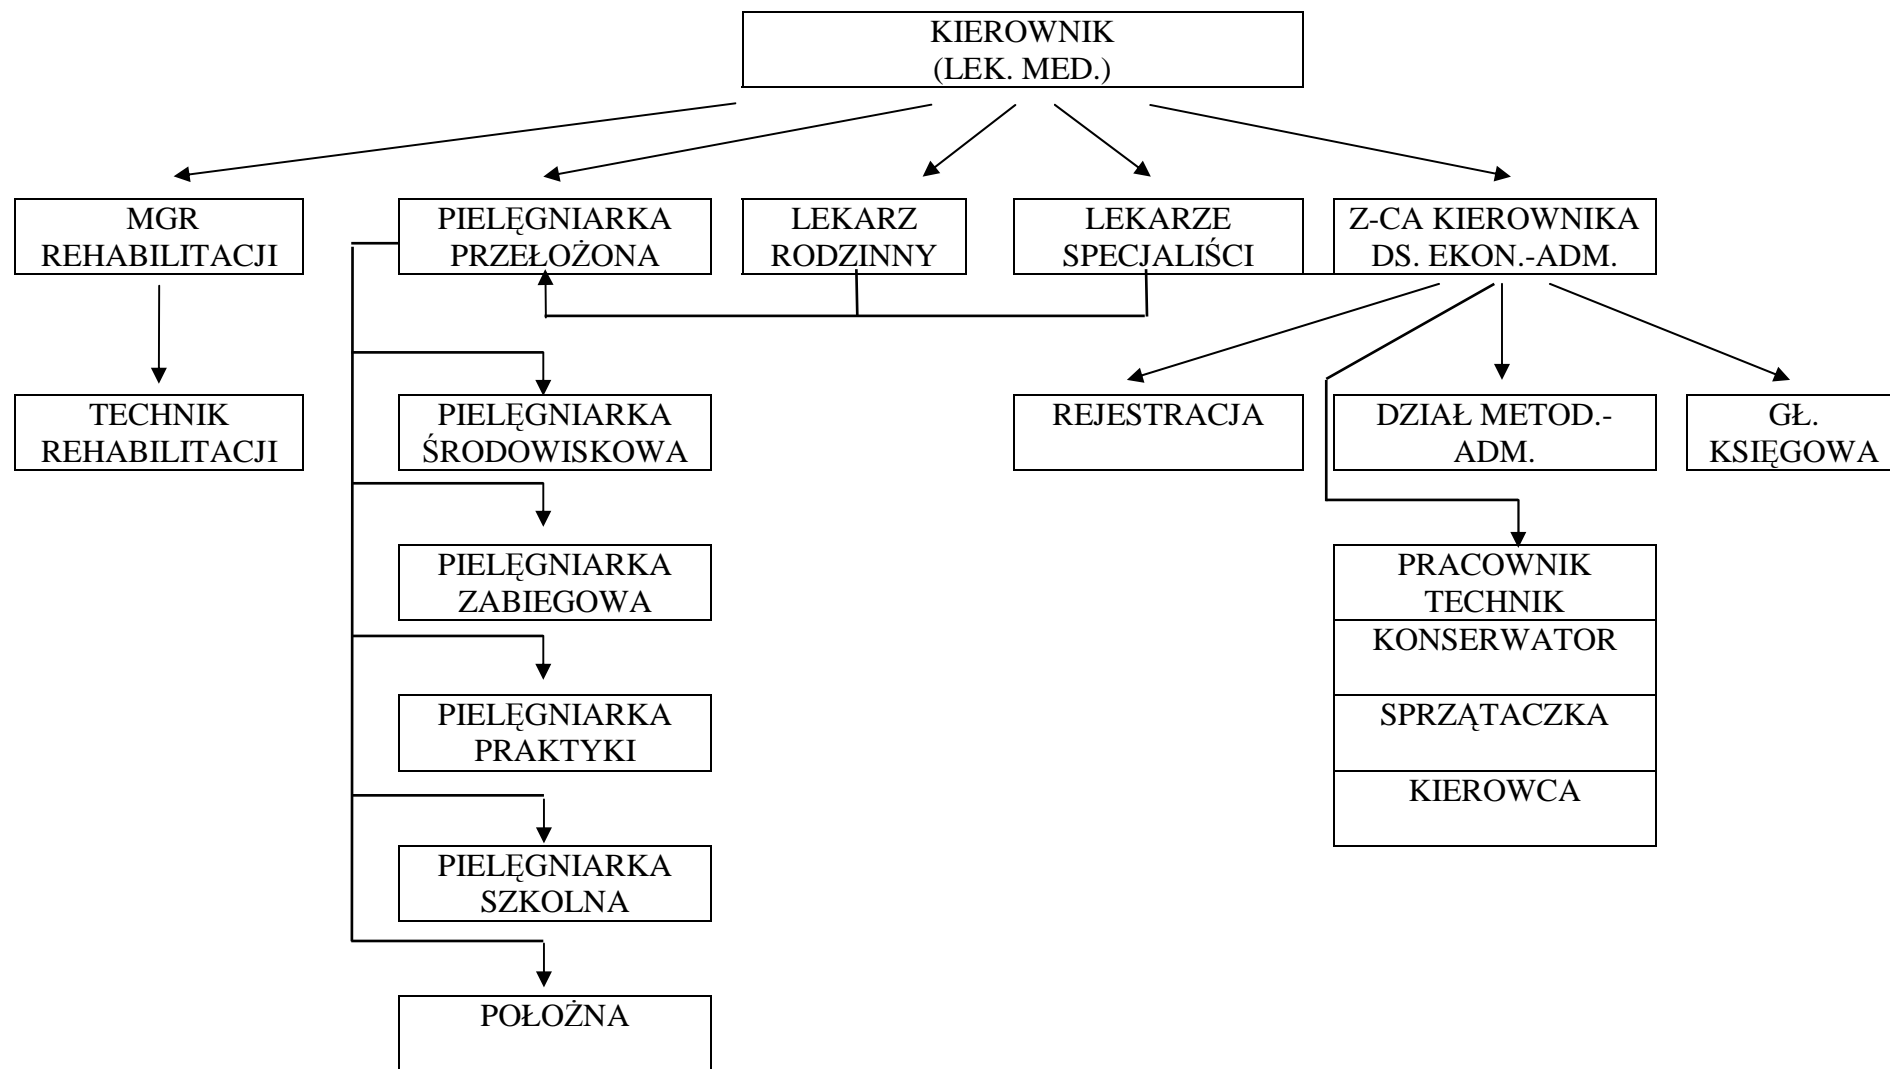 KIEROWNIK
(LEK. MED.)
MGR
REHABILITACJI
PIELĘGNIARKA
PRZEŁOŻONA
LEKARZ
RODZINNY
LEKARZE
SPECJALIŚCI
Z-CA KIEROWNIKA
DS. EKON.-ADM.
TECHNIK
REHABILITACJI
PIELĘGNIARKA
ŚRODOWISKOWA
REJESTRACJA
DZIAŁ METOD.-
ADM.
GŁ.
KSIĘGOWA
PIELĘGNIARKA
ZABIEGOWA
PRACOWNIK
TECHNIK
KONSERWATOR
PIELĘGNIARKA
PRAKTYKI
SPRZĄTACZKA
KIEROWCA
PIELĘGNIARKA
SZKOLNA
POŁOŻNA